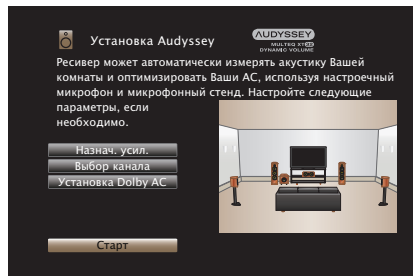 Установка Audyssey
AUDYSSEY
MULTEQ XT32
DYNAMIC VOLUME
Ресивер может автоматически измерять акустику Вашей
комнаты и оптимизировать Ваши АС, используя настроечный
микрофон и микрофонный стенд. Настройте следующие
параметры, если
необходимо.
Назнач. усил.
Выбор канала
Установка Dolby АС
Старт